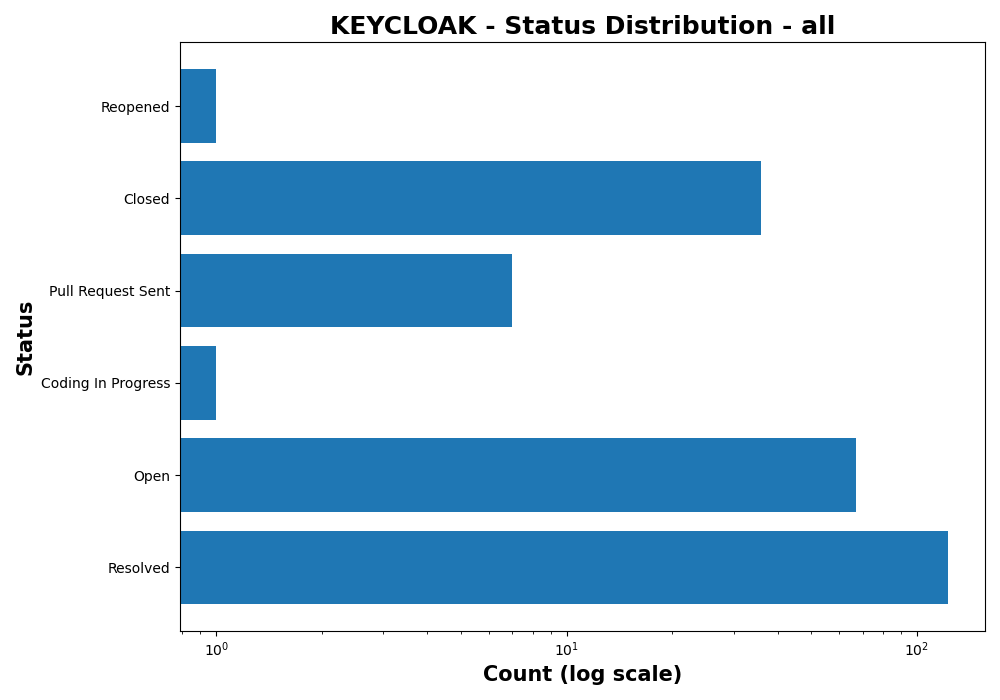 KEYCLOAK - Status Distribution - all
Reopened
Closed
Pull Request Sent
Coding In Progress
Open
Resolved
Status
10⁰ 10¹ 10²
Count (log scale)